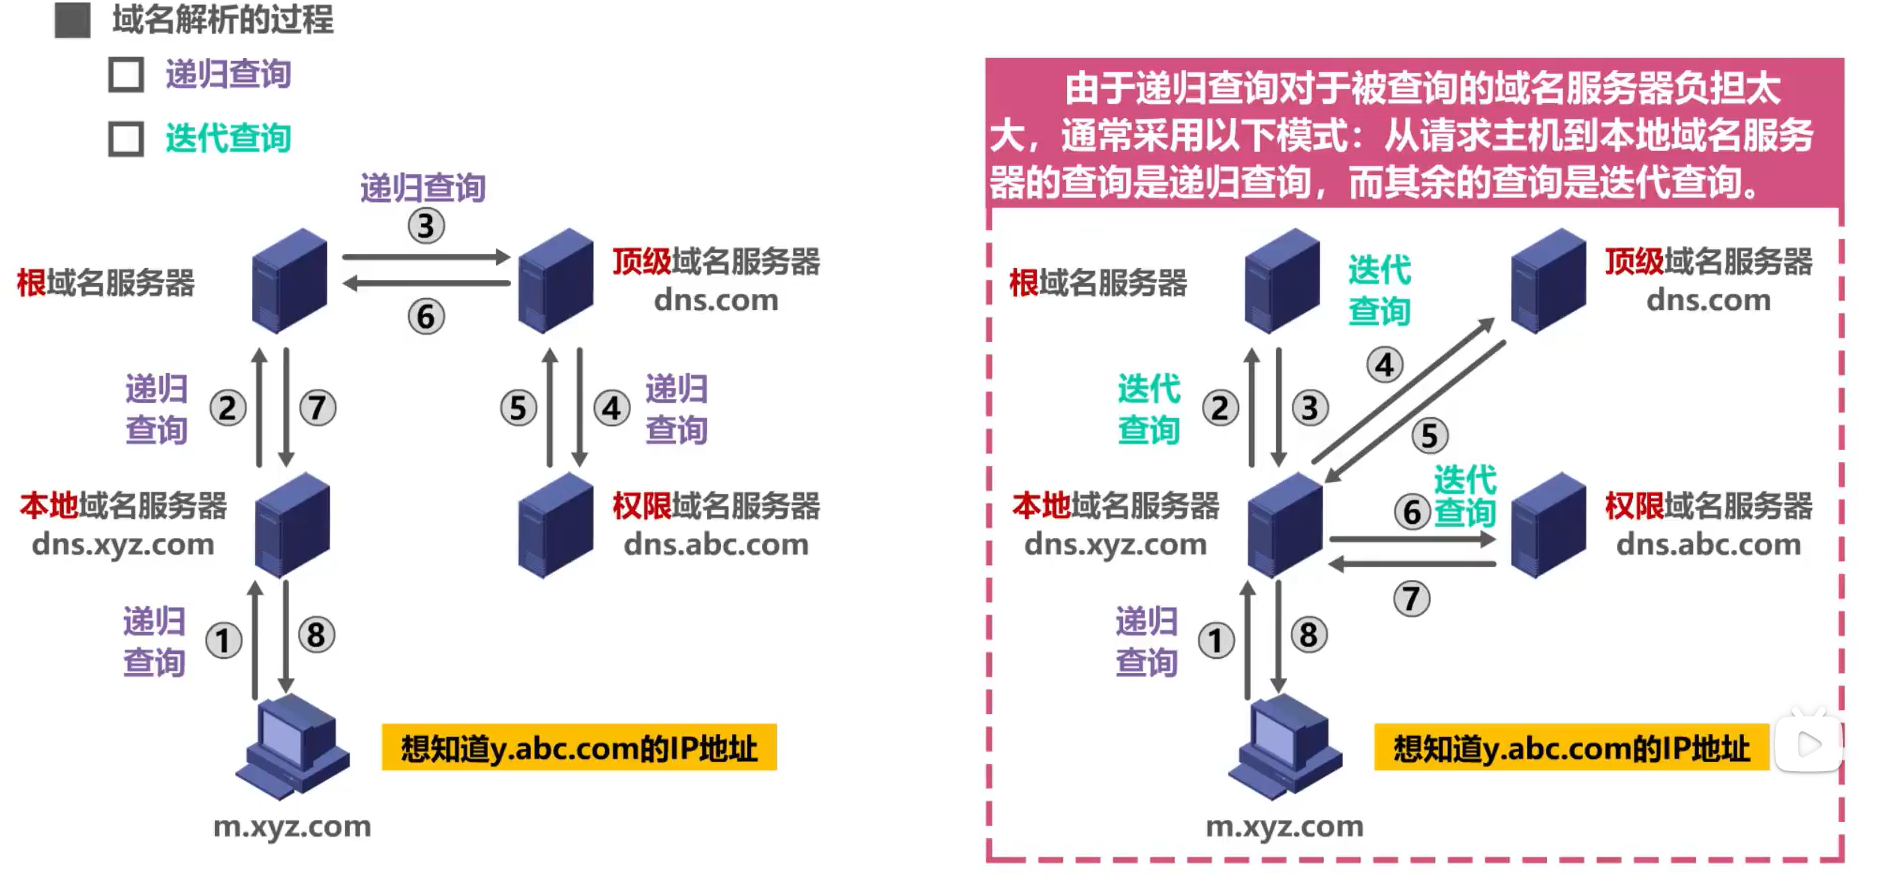 域名解析的过程
递归查询
迭代查询
递归查询
③
根域名服务器
顶级域名服务器
dns.com
⑥
递归
查询
②
⑦
⑤
④
递归
查询
本地域名服务器
dns.xyz.com
权限域名服务器
dns.abc.com
递归
查询
①
⑧
想知道y.abc.com的IP地址
m.xyz.com
由于递归查询对于被查询的域名服务器负担太
大，通常采用以下模式：从请求主机到本地域名服务
器的查询是递归查询，而其余的查询是迭代查询。
根域名服务器
迭代
查询
顶级域名服务器
dns.com
④
迭代
查询
②
③
⑤
本地域名服务器
dns.xyz.com
迭代
查询
⑥
权限域名服务器
dns.abc.com
⑦
递归
查询
①
⑧
想知道y.abc.com的IP地址
m.xyz.com